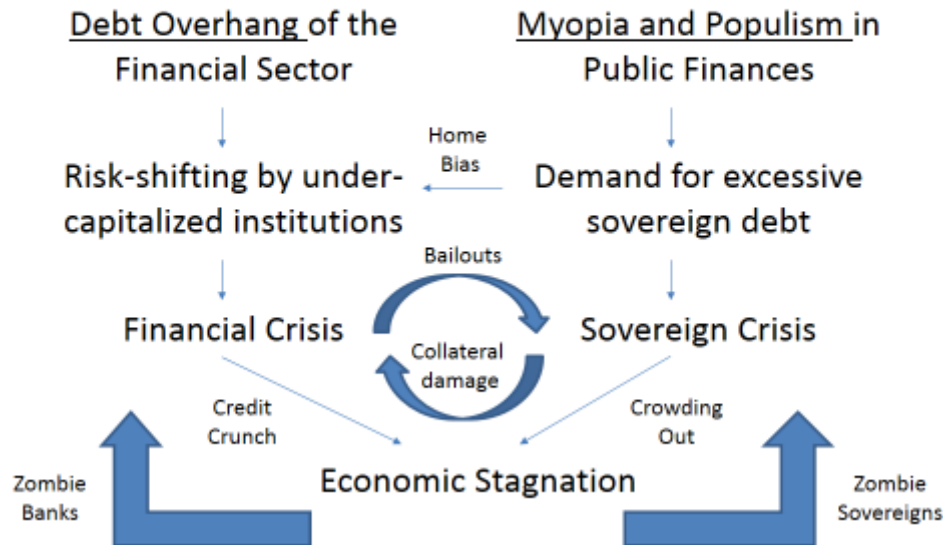 Debt Overhang of the
Financial Sector
Myopia and Populism in
Public Finances
Home
Bias
Risk-shifting by under-
capitalized institutions
Demand for excessive
sovereign debt
Bailouts
Financial Crisis
Sovereign Crisis
Collateral
damage
Credit
Crunch
Crowding
Out
Economic Stagnation
Zombie
Banks
Zombie
Sovereigns